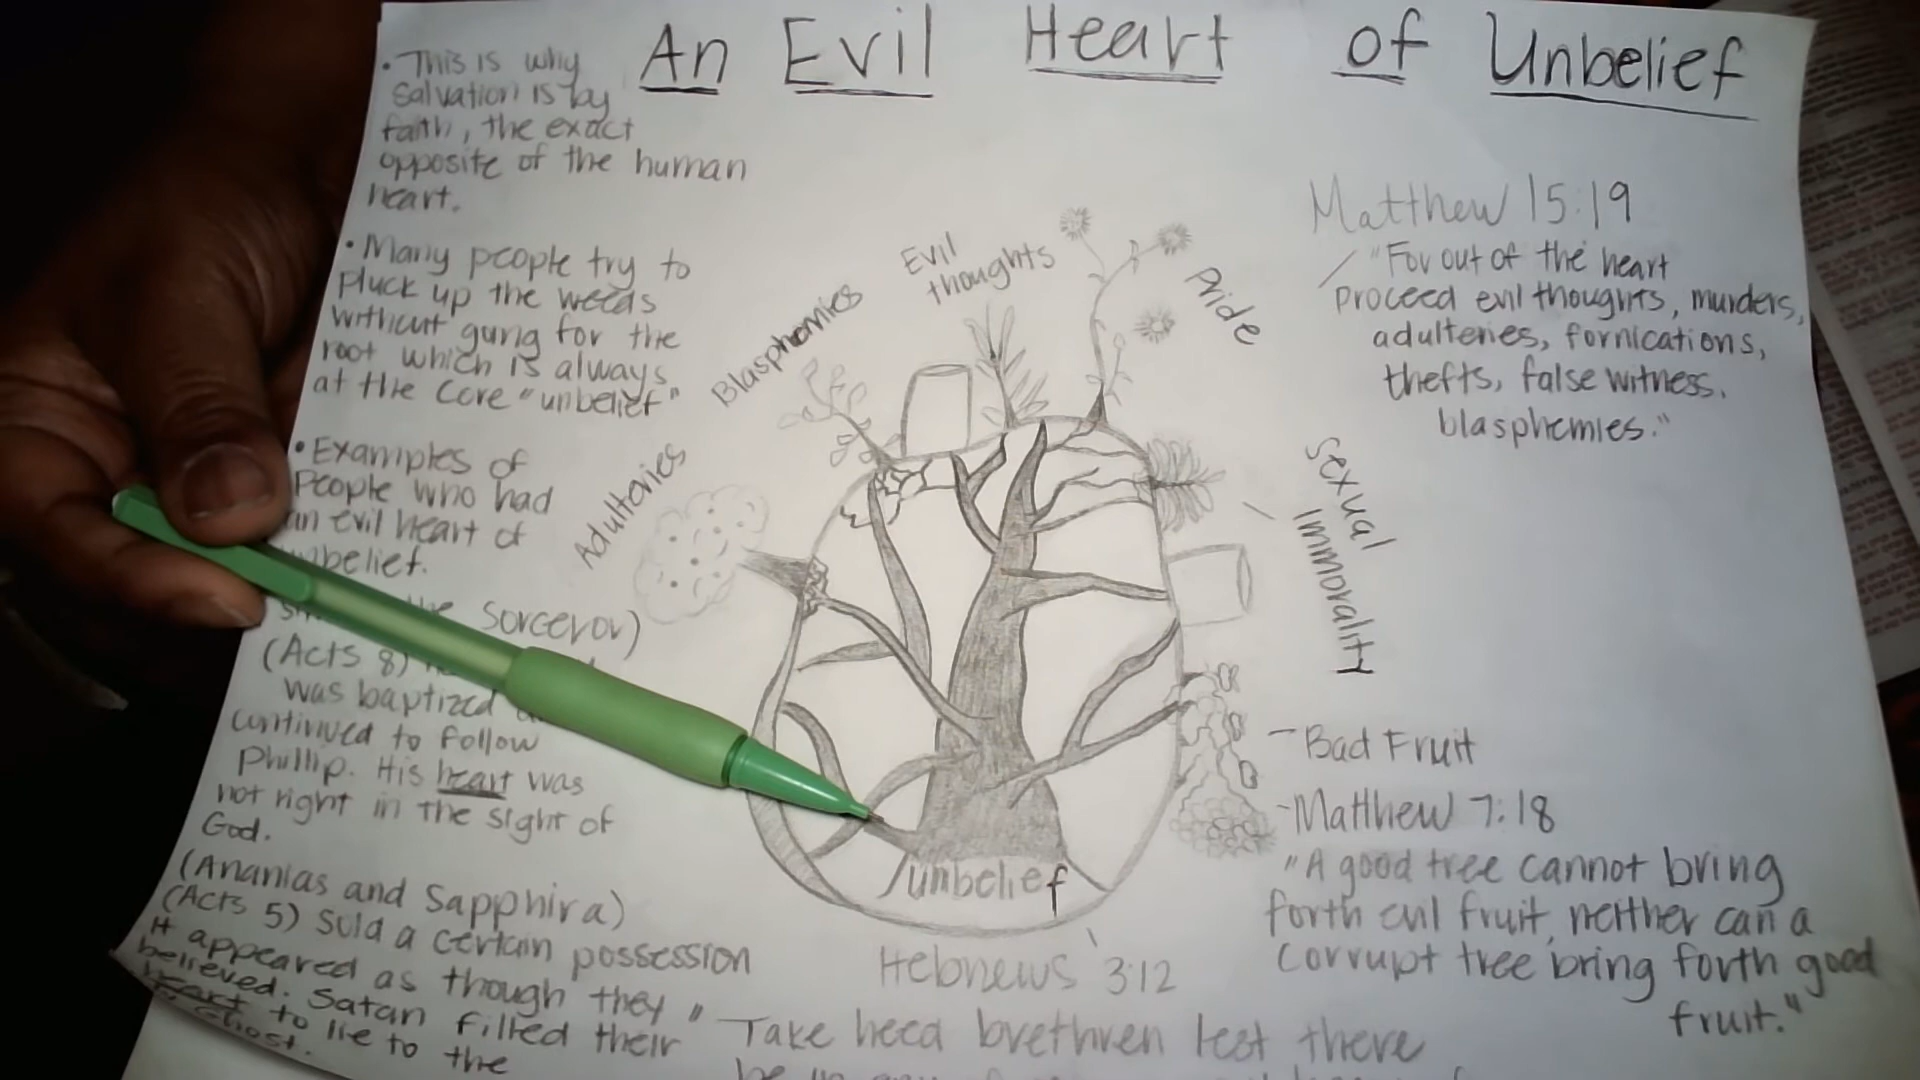 An Evil Heart of Unbelief
• This is why
Salvation is by
faith, the exact
opposite of the human
heart.
• Many people try to
pluck up the weeds
without going for the
root which is always
at the core "unbelief"
• Examples of
People who had
an evil heart of
unbelief.
Sorceror)
(Acts 8)
was baptized
continued to follow
Phillip. His heart was
not right in the sight of
God.
(Ananias and Sapphira)
(Acts 5) Sold a certain possession
It appeared as though they
believed. Satan filled their
heart to lie to the
Ghost.
Adulteries
Blasphemies
Evil
thoughts
Pride
Sexual
Immorality
unbelief
Hebrews 3:12
"Take heed brethren lest there
be in any
Matthew 15:19
"For out of the heart
proceed evil thoughts, murders,
adulteries, fornications,
thefts, false witness,
blasphemies."
- Bad Fruit
- Matthew 7:18
"A good tree cannot bring
forth evil fruit, neither can a
corrupt tree bring forth good
fruit."